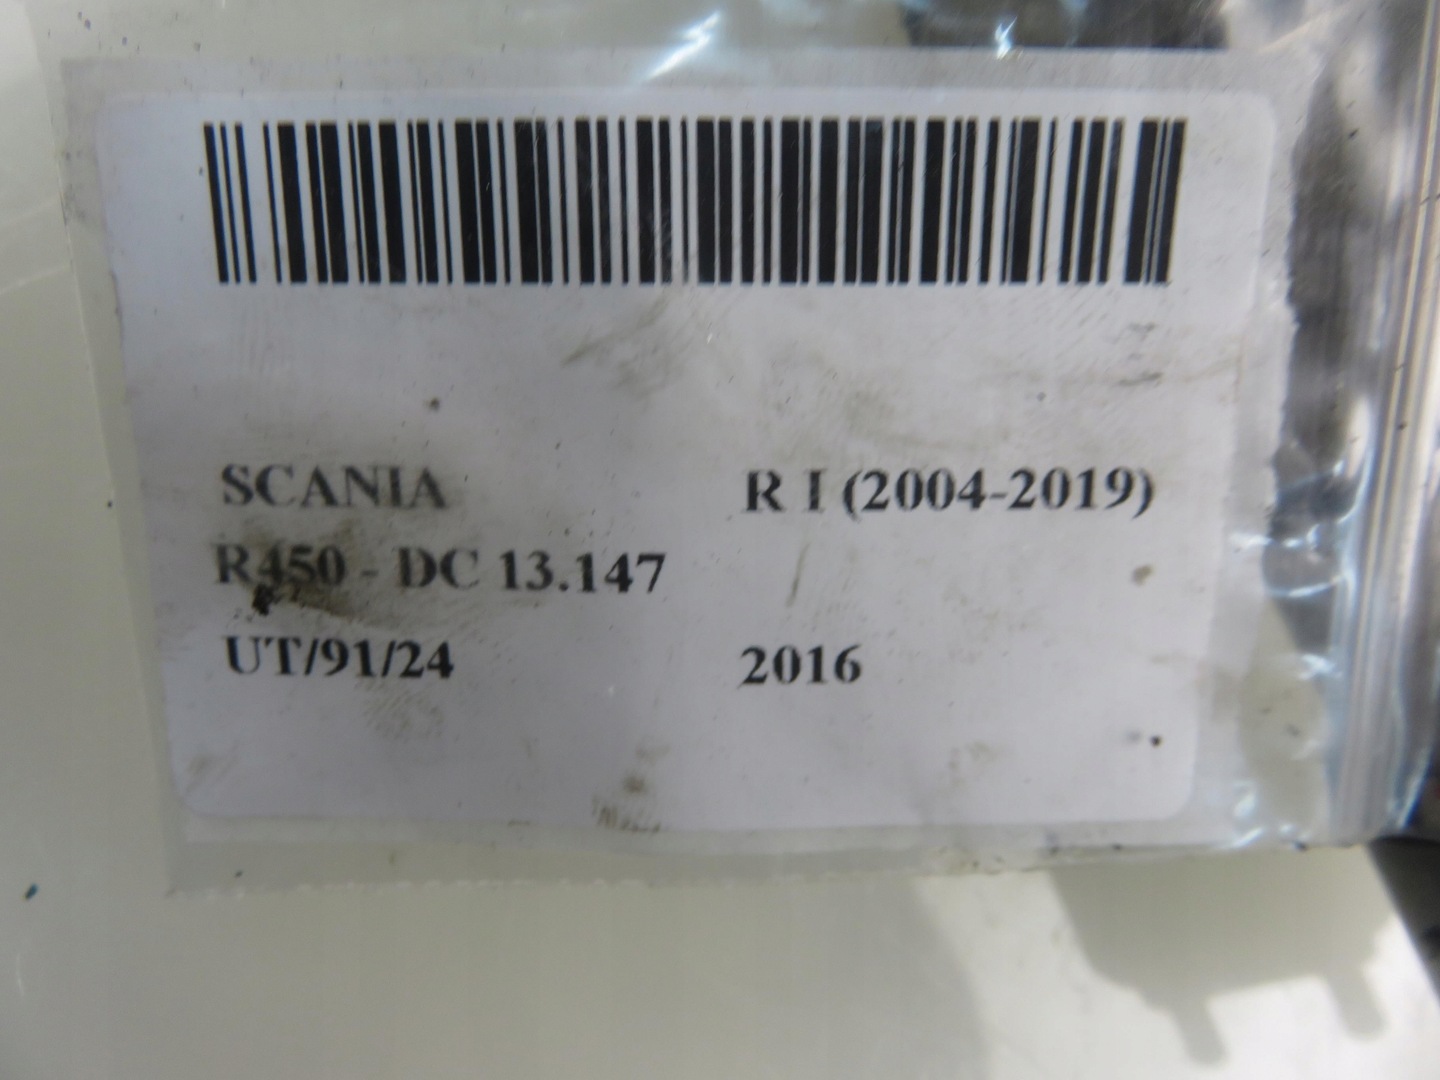 SCANIA R I (2004-2019)
R450 - DC 13.147
UT/91/24 2016